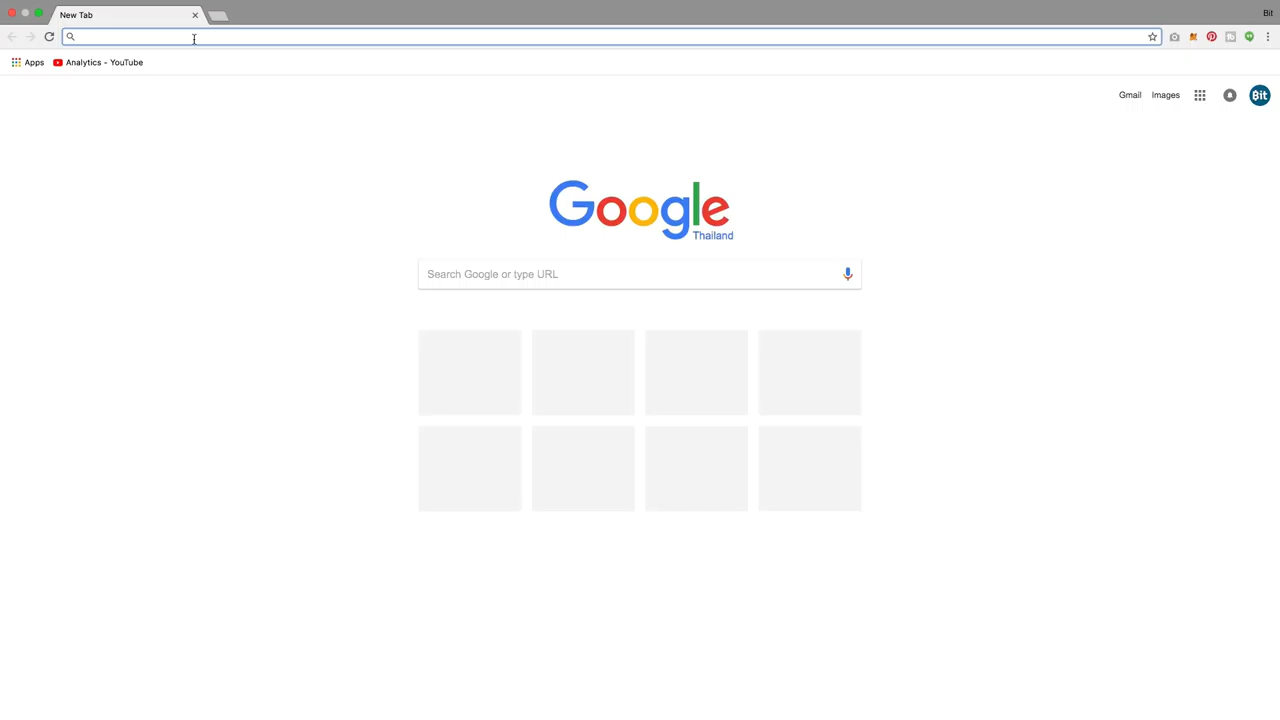 New Tab
Bit
Apps
Analytics - YouTube
Gmail
Images
Bit
Google
Thailand
Search Google or type URL